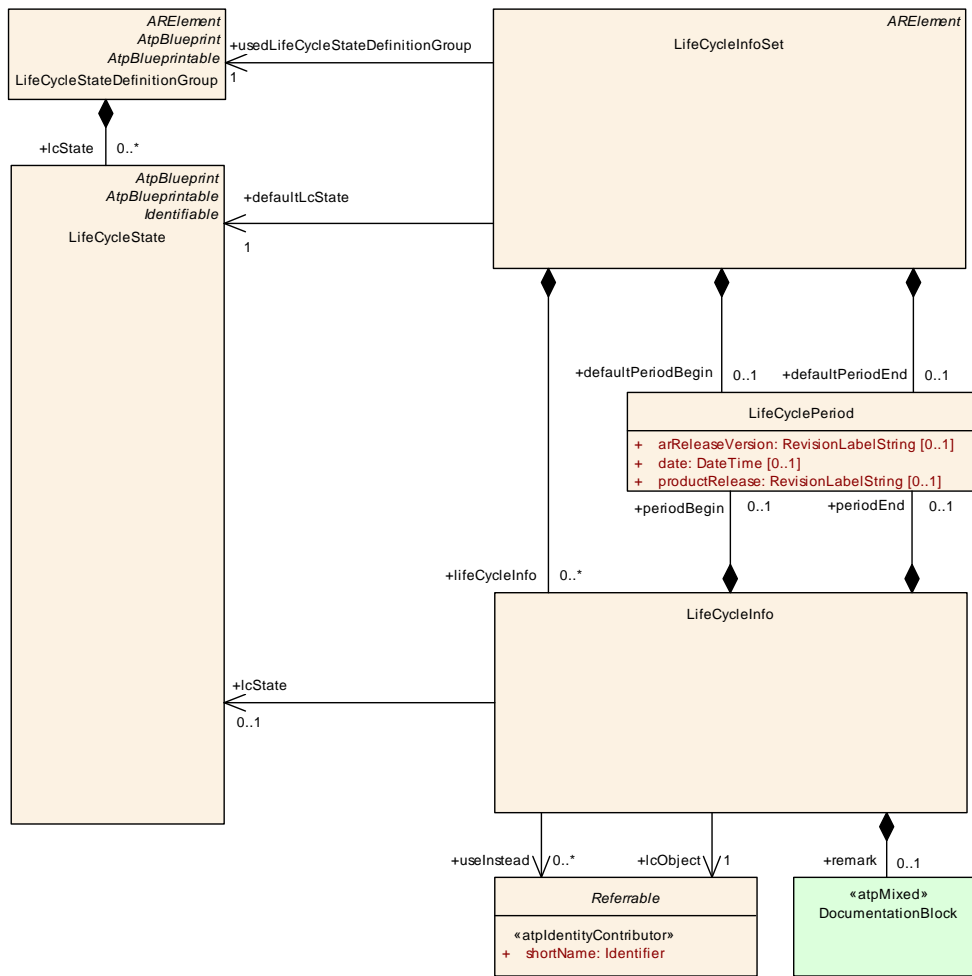 ARElement
AtpBlueprint
AtpBlueprintable
LifeCycleStateDefinitionGroup
+usedLifeCycleStateDefinitionGroup
1
ARElement
LifeCycleInfoSet
+lcState
0..*
AtpBlueprint
AtpBlueprintable
Identifiable
LifeCycleState
+defaultLcState
1
+defaultPeriodBegin
0..1
+defaultPeriodEnd
0..1
LifeCyclePeriod
+ arReleaseVersion: RevisionLabelString [0..1]
+ date: DateTime [0..1]
+ productRelease: RevisionLabelString [0..1]
+periodBegin
0..1
+periodEnd
0..1
+lifeCycleInfo
0..*
LifeCycleInfo
+lcState
0..1
+useInstead
0..*
+lcObject
1
+remark
0..1
Referrable
«atpIdentityContributor»
+ shortName: Identifier
«atpMixed»
DocumentationBlock